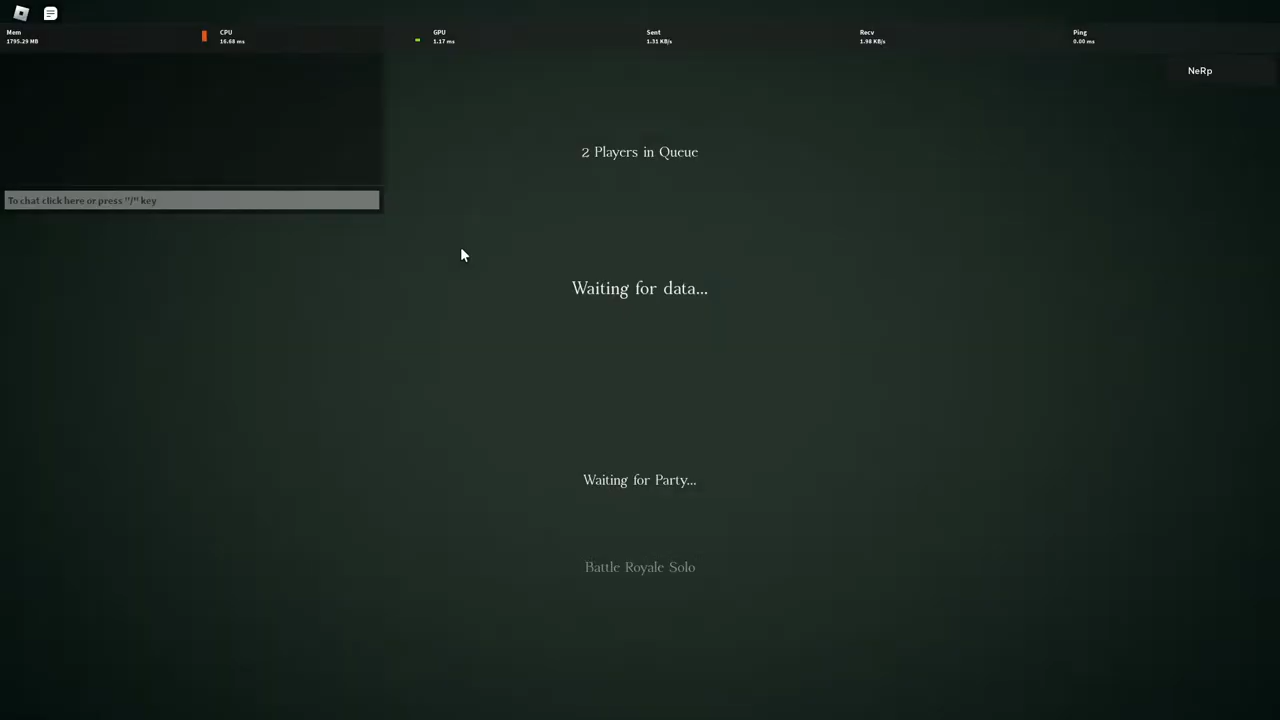 Mem
1795.29 MB
CPU
16.68 ms
GPU
1.17 ms
Sent
1.31 KB/s
Recv
1.98 KB/s
Ping
0.00 ms
NeRp
2 Players in Queue
To chat click here or press "/" key
Waiting for data...
Waiting for Party...
Battle Royale Solo